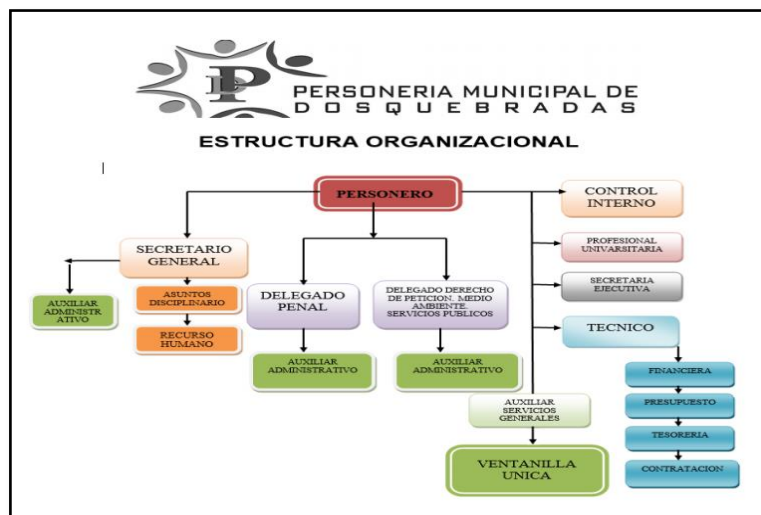 PERSONERIA MUNICIPAL DE
DOSQUEBRADAS
ESTRUCTURA ORGANIZACIONAL
PERSONERO
CONTROL
INTERNO
SECRETARIO
GENERAL
PROFESIONAL
UNIVARSITARIA
SECRETARIA
EJECUTIVA
AUXILIAR
ADMINISTR
ATIVO
ASUNTOS
DISCIPLINARIO
RECURSO
HUMANO
DELEGADO
PENAL
DELEGADO DERECHO
DE PETICION, MEDIO
AMBIENTE.
SERVICIOS PUBLICOS
TECNICO
AUXILIAR
ADMINISTRATIVO
AUXILIAR
ADMINISTRATIVO
FINANCIERA
PRESUPUESTO
TESORERIA
CONTRATACION
AUXILIAR
SERVICIOS
GENERALES
VENTANILLA
UNICA